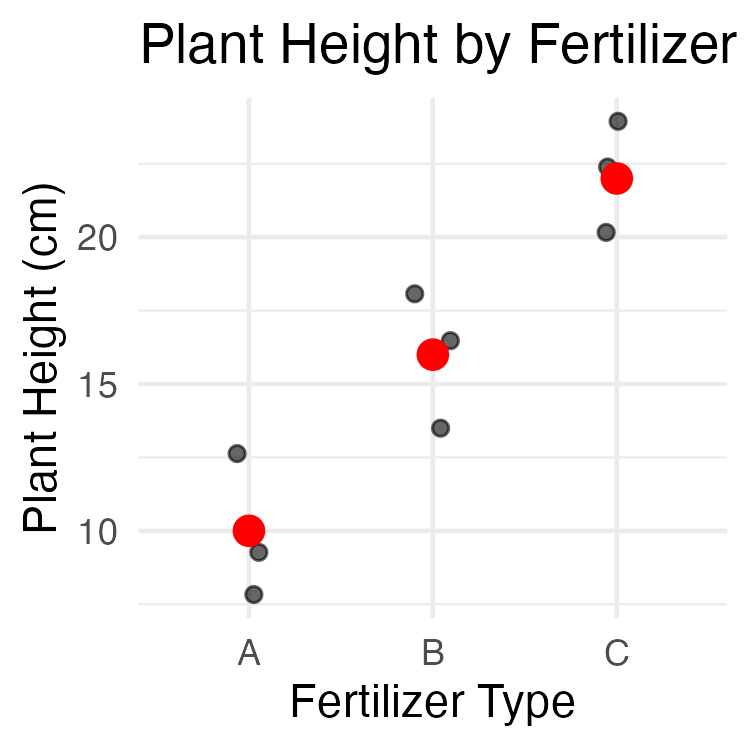 Plant Height by Fertilizer
Plant Height (cm)
20
15
10
A B C
Fertilizer Type